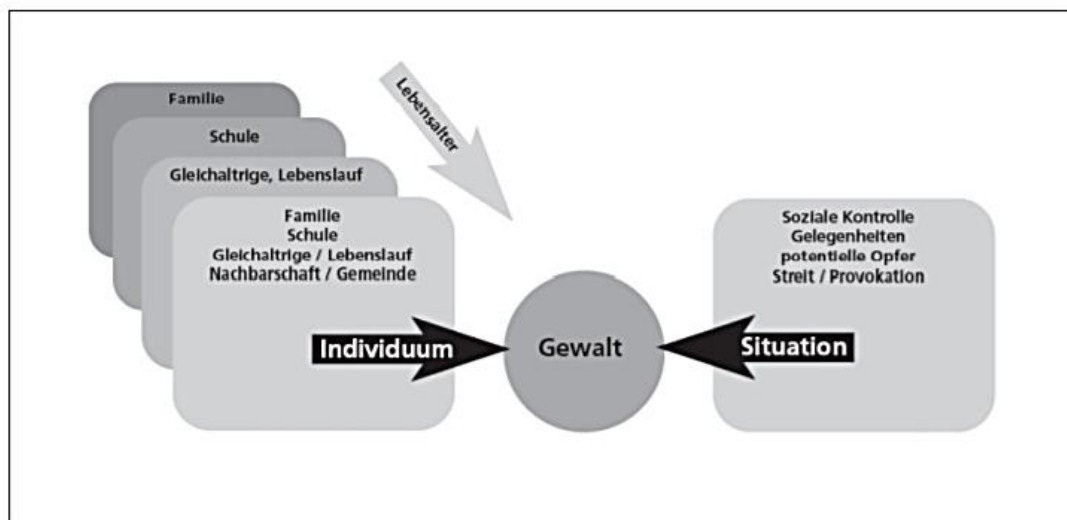 Familie
Schule
Gleichaltrige, Lebenslauf
Familie
Schule
Gleichaltrige / Lebenslauf
Nachbarschaft / Gemeinde
Individuum
Lebensalter
Gewalt
Soziale Kontrolle
Gelegenheiten
potentielle Opfer
Streit / Provokation
Situation